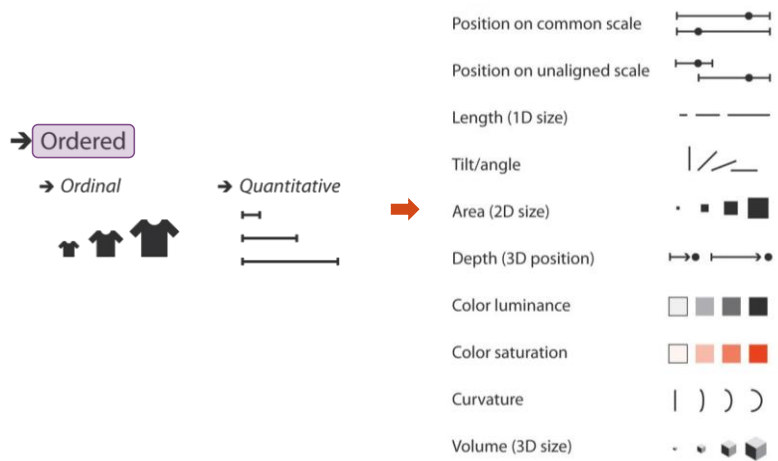 Ordered
Ordinal
Quantitative
Position on common scale
Position on unaligned scale
Length (1D size)
Tilt/angle
Area (2D size)
Depth (3D position)
Color luminance
Color saturation
Curvature
Volume (3D size)